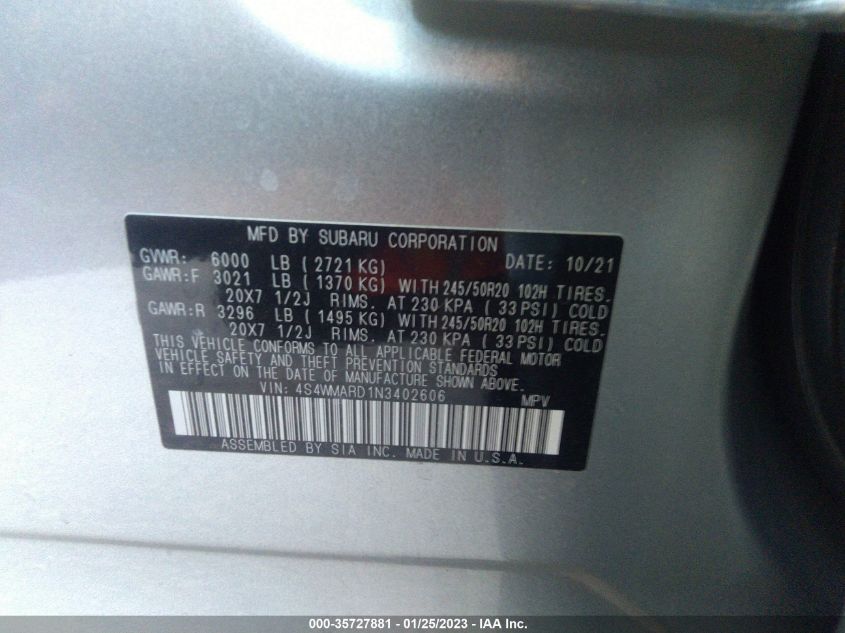 MFD BY SUBARU CORPORATION
GVWR: 6000 LB ( 2721 KG) DATE: 10/21
GAWR:F 3021 LB ( 1370 KG) WITH 245/50R20 102H TIRES.
20X7 1/2J RIMS. AT 230 KPA ( 33 PSI) COLD
GAWR:R 3296 LB ( 1495 KG) WITH 245/50R20 102H TIRES.
20X7 1/2J RIMS. AT 230 KPA ( 33 PSI) COLD
THIS VEHICLE CONFORMS TO ALL APPLICABLE FEDERAL MOTOR
VEHICLE SAFETY AND THEFT PREVENTION STANDARDS
IN EFFECT ON THE DATE OF MANUFACTURE SHOWN ABOVE.
VIN: 4S4WMARD1N3402606 MPV
ASSEMBLED BY SIA INC. MADE IN U.S.A.
000-35727881 - 01/25/2023 - IAA Inc.